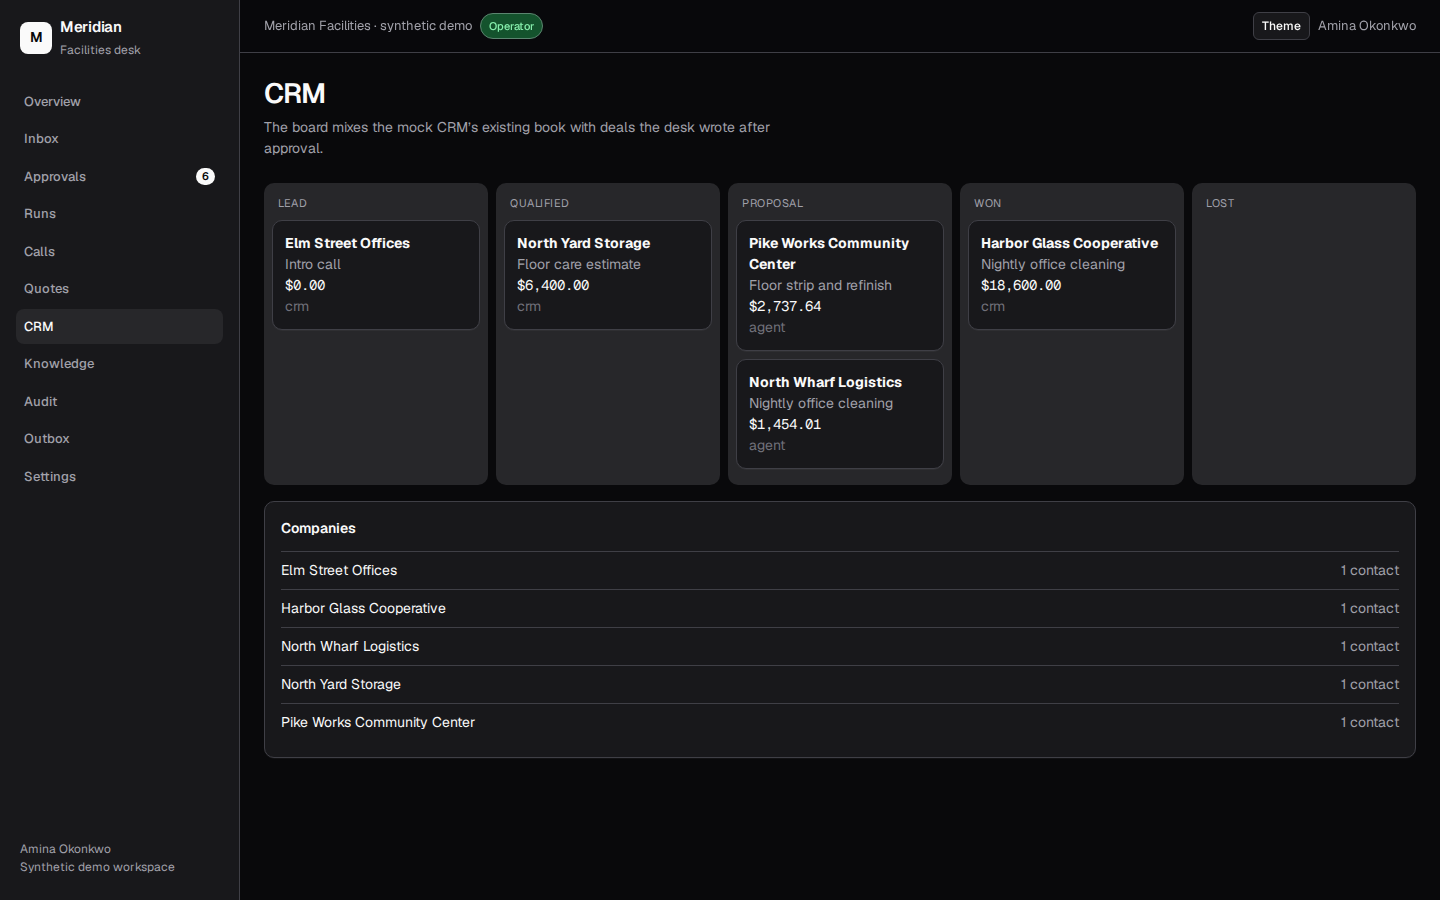 M
Meridian
Facilities desk
Overview
Inbox
Approvals 6
Runs
Calls
Quotes
CRM
Knowledge
Audit
Outbox
Settings
Amina Okonkwo
Synthetic demo workspace
Meridian Facilities · synthetic demo Operator
Theme Amina Okonkwo
CRM
The board mixes the mock CRM's existing book with deals the desk wrote after
approval.
LEAD
Elm Street Offices
Intro call
$0.00
crm
QUALIFIED
North Yard Storage
Floor care estimate
$6,400.00
crm
PROPOSAL
Pike Works Community
Center
Floor strip and refinish
$2,737.64
agent
North Wharf Logistics
Nightly office cleaning
$1,454.01
agent
WON
Harbor Glass Cooperative
Nightly office cleaning
$18,600.00
crm
LOST
Companies
Elm Street Offices 1 contact
Harbor Glass Cooperative 1 contact
North Wharf Logistics 1 contact
North Yard Storage 1 contact
Pike Works Community Center 1 contact